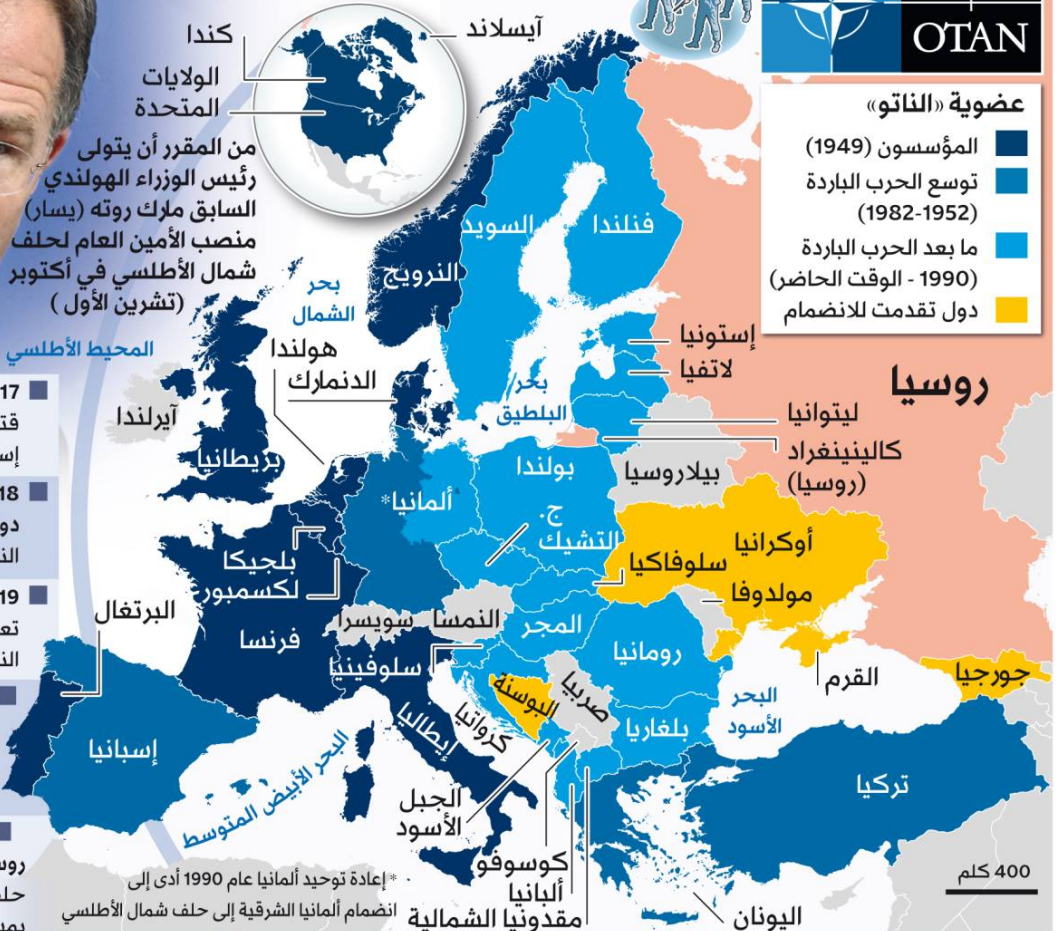 OTAN
عضوية «الناتو»
المؤسسون (1949)
توسع الحرب الباردة
(1982-1952)
ما بعد الحرب الباردة
(1990 - الوقت الحاضر)
دول تقدمت للانضمام
كندا
الولايات
المتحدة
آيسلاند
من المقرر أن يتولى
رئيس الوزراء الهولندي
السابق مارك روته (يسار)
منصب الأمين العام لحلف
شمال الأطلسي في أكتوبر
(تشرين الأول )
المحيط الأطلسي
بحر
الشمال
النرويج
السويد
فنلندا
هولندا
الدنمارك
بحر
البلطيق
إستونيا
لاتفيا
روسيا
ليتوانيا
كالينينغراد
(روسيا)
آيرلندا
بريطانيا
ألمانيا*
بولندا
بيلاروسيا
ج.
التشيك
أوكرانيا
سلوفاكيا
مولدوفا
بلجيكا
لكسمبورغ
البرتغال
فرنسا
سويسرا
النمسا
المجر
رومانيا
سلوفينيا
القرم
جورجيا
إسبانيا
إيطاليا
كرواتيا
البوسنة
صربيا
بلغاريا
البحر
الأسود
تركيا
البحر الأبيض المتوسط
الجبل
الأسود
كوسوفو
ألبانيا
مقدونيا الشمالية
اليونان
400 كلم
* إعادة توحيد ألمانيا عام 1990 أدى إلى
انضمام ألمانيا الشرقية إلى حلف شمال الأطلسي
17
18
19